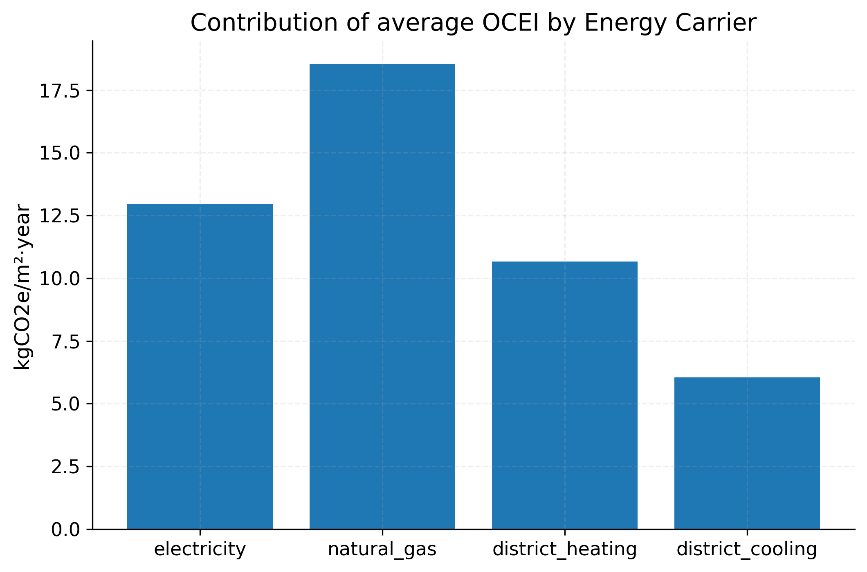 Contribution of average OCEI by Energy Carrier
kgCO2e/m²·year
17.5
15.0
12.5
10.0
7.5
5.0
2.5
0.0
electricity natural_gas district_heating district_cooling